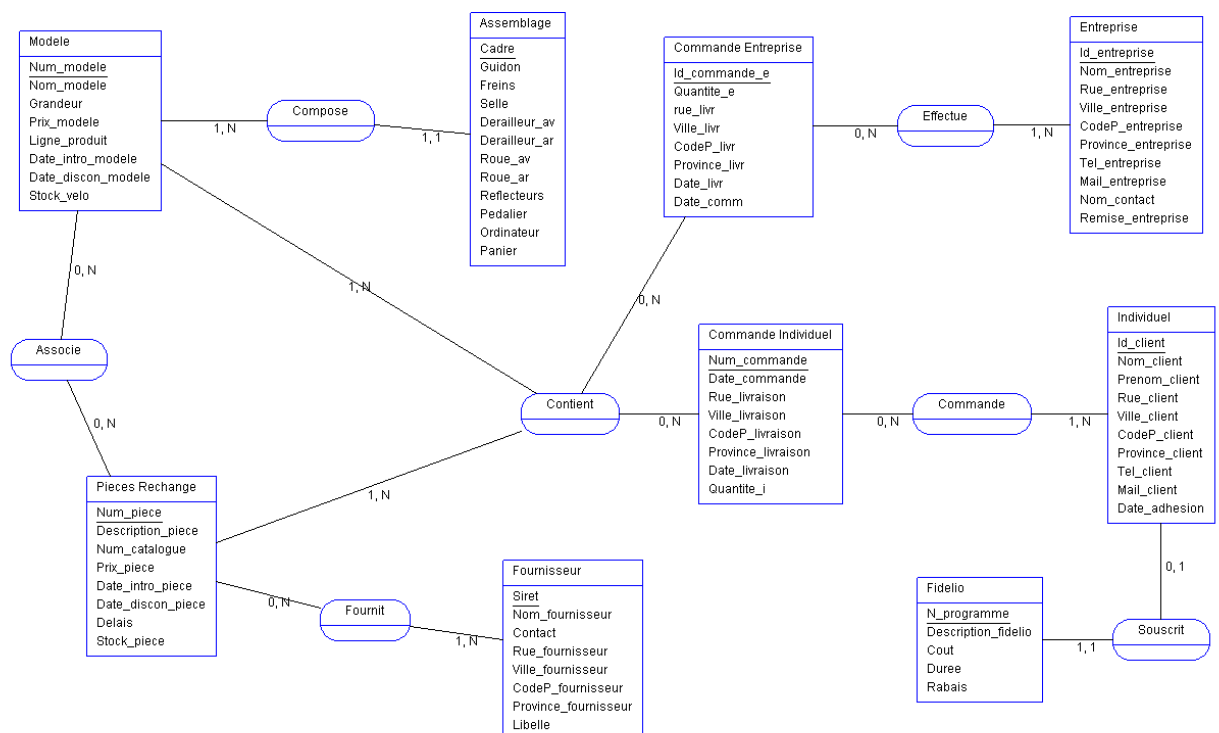 Modele
Num_modele
Nom_modele
Grandeur
Prix_modele
Ligne_produit
Date_intro_modele
Date_discon_modele
Stock_velo
1, N
Compose
1, 1
Assemblage
Cadre
Guidon
Freins
Selle
Derailleur_av
Derailleur_ar
Roue_av
Roue_ar
Reflecteurs
Pedalier
Ordinateur
Panier
Commande Entreprise
Id_commande_e
Quantite_e
rue_livr
Ville_livr
CodeP_livr
Province_livr
Date_livr
Date_comm
0, N
Effectue
1, N
Entreprise
Id_entreprise
Nom_entreprise
Rue_entreprise
Ville_entreprise
CodeP_entreprise
Province_entreprise
Tel_entreprise
Mail_entreprise
Nom_contact
Remise_entreprise
0, N
1, N
0, N
Associe
0, N
Contient
0, N
Commande Individuel
Num_commande
Date_commande
Rue_livraison
Ville_livraison
CodeP_livraison
Province_livraison
Date_livraison
Quantite_i
0, N
Commande
1, N
Individuel
Id_client
Nom_client
Prenom_client
Rue_client
Ville_client
CodeP_client
Province_client
Tel_client
Mail_client
Date_adhesion
1, N
Pieces Rechange
Num_piece
Description_piece
Num_catalogue
Prix_piece
Date_intro_piece
Date_discon_piece
Delais
Stock_piece
0, N
Fournit
1, N
Fournisseur
Siret
Nom_fournisseur
Contact
Rue_fournisseur
Ville_fournisseur
CodeP_fournisseur
Province_fournisseur
Libelle
0, 1
Fidelio
N_programme
Description_fidelio
Cout
Duree
Rabais
1, 1
Souscrit